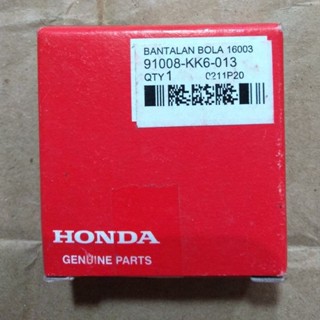 BANTALAN BOLA 16003
91008-KK6-013
QTY 1 0211P20
HONDA
GENUINE PARTS